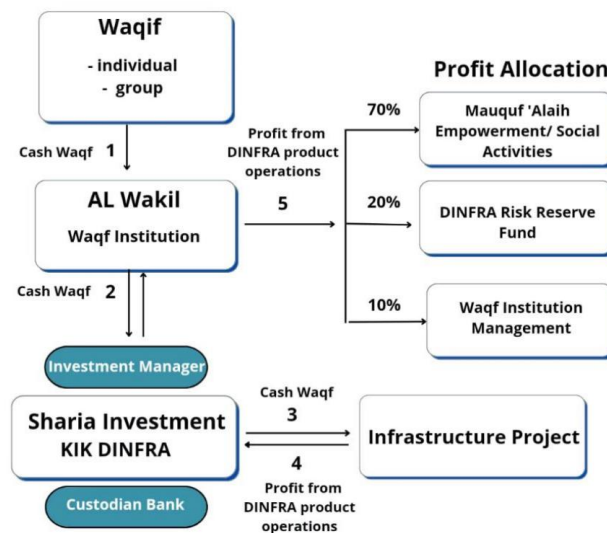 Waqif
- individual
- group
Cash Waqf 1
AL Wakil
Waqf Institution
Cash Waqf 2
Investment Manager
Sharia Investment
KIK DINFRA
Custodian Bank
Cash Waqf
3
4
Profit from
DINFRA product
operations
Infrastructure Project
Profit from
DINFRA product
operations
5
Profit Allocation
70%
Mauquf 'Alaih
Empowerment/ Social
Activities
20%
DINFRA Risk Reserve
Fund
10%
Waqf Institution
Management